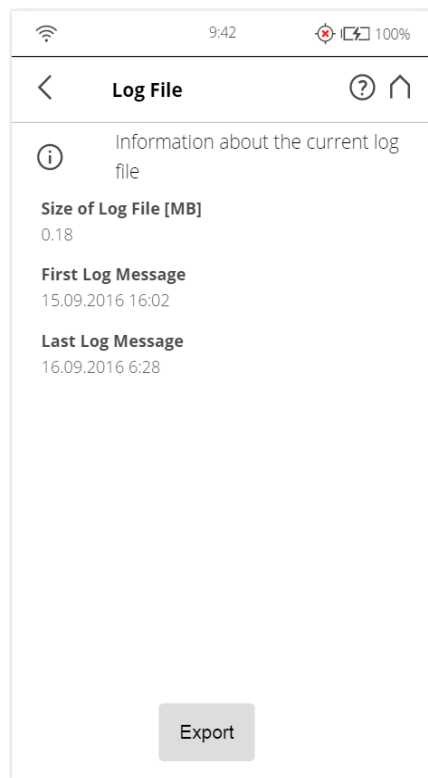 9:42
100%
Log File
Information about the current log
file
Size of Log File [MB]
0.18
First Log Message
15.09.2016 16:02
Last Log Message
16.09.2016 6:28
Export